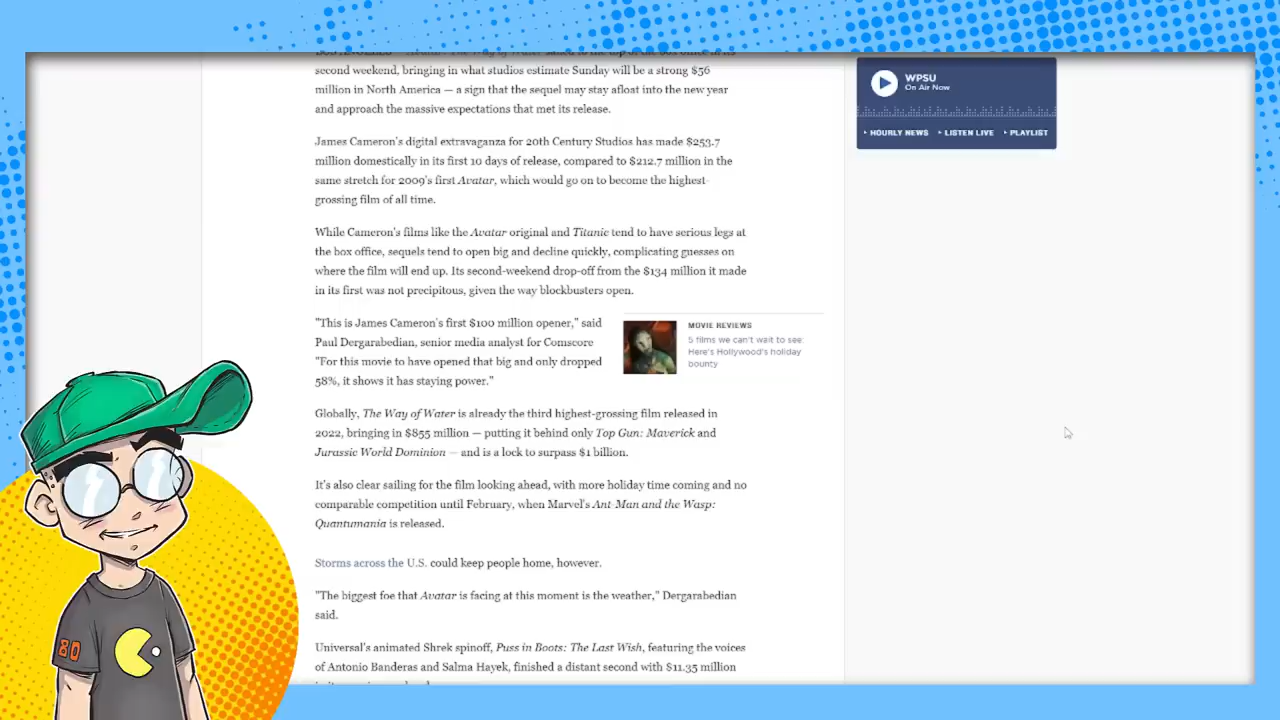 second weekend, bringing in what studios estimate Sunday will be a strong $56
million in North America — a sign that the sequel may stay afloat into the new year
and approach the massive expectations that met its release.
James Cameron's digital extravaganza for 20th Century Studios has made $253.7
million domestically in its first 10 days of release, compared to $212.7 million in the
same stretch for 2009's first Avatar, which would go on to become the highest-
grossing film of all time.
While Cameron's films like the Avatar original and Titanic tend to have serious legs at
the box office, sequels tend to open big and decline quickly, complicating guesses on
where the film will end up. Its second-weekend drop-off from the $134 million it made
in its first was not precipitous, given the way blockbusters open.
"This is James Cameron's first $100 million opener," said
Paul Dergarabedian, senior media analyst for Comscore
"For this movie to have opened that big and only dropped
58%, it shows it has staying power."
MOVIE REVIEWS
5 films we can't wait to see:
Here's Hollywood's holiday
bounty
Globally, The Way of Water is already the third highest-grossing film released in
2022, bringing in $855 million — putting it behind only Top Gun: Maverick and
Jurassic World Dominion — and is a lock to surpass $1 billion.
It's also clear sailing for the film looking ahead, with more holiday time coming and no
comparable competition until February, when Marvel's Ant-Man and the Wasp:
Quantumania is released.
Storms across the U.S. could keep people home, however.
"The biggest foe that Avatar is facing at this moment is the weather," Dergarabedian
said.
Universal's animated Shrek spinoff, Puss in Boots: The Last Wish, featuring the voices
of Antonio Banderas and Salma Hayek, finished a distant second with $11.35 million
WPSU
On Air Now
HOURLY NEWS
LISTEN LIVE
PLAYLIST
80